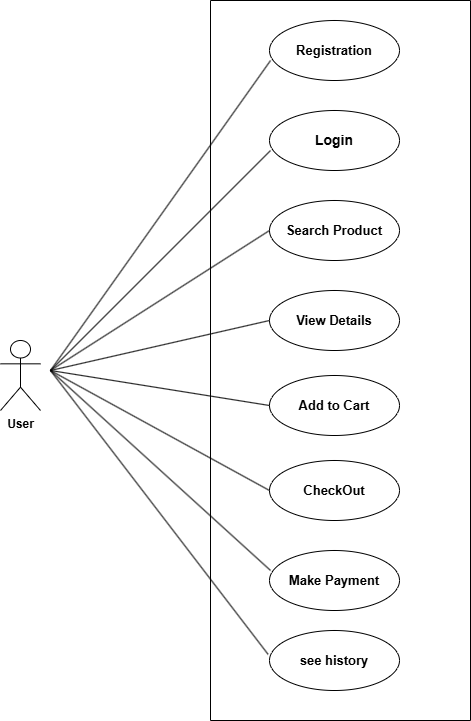 Registration
Login
Search Product
View Details
Add to Cart
User
CheckOut
Make Payment
see history